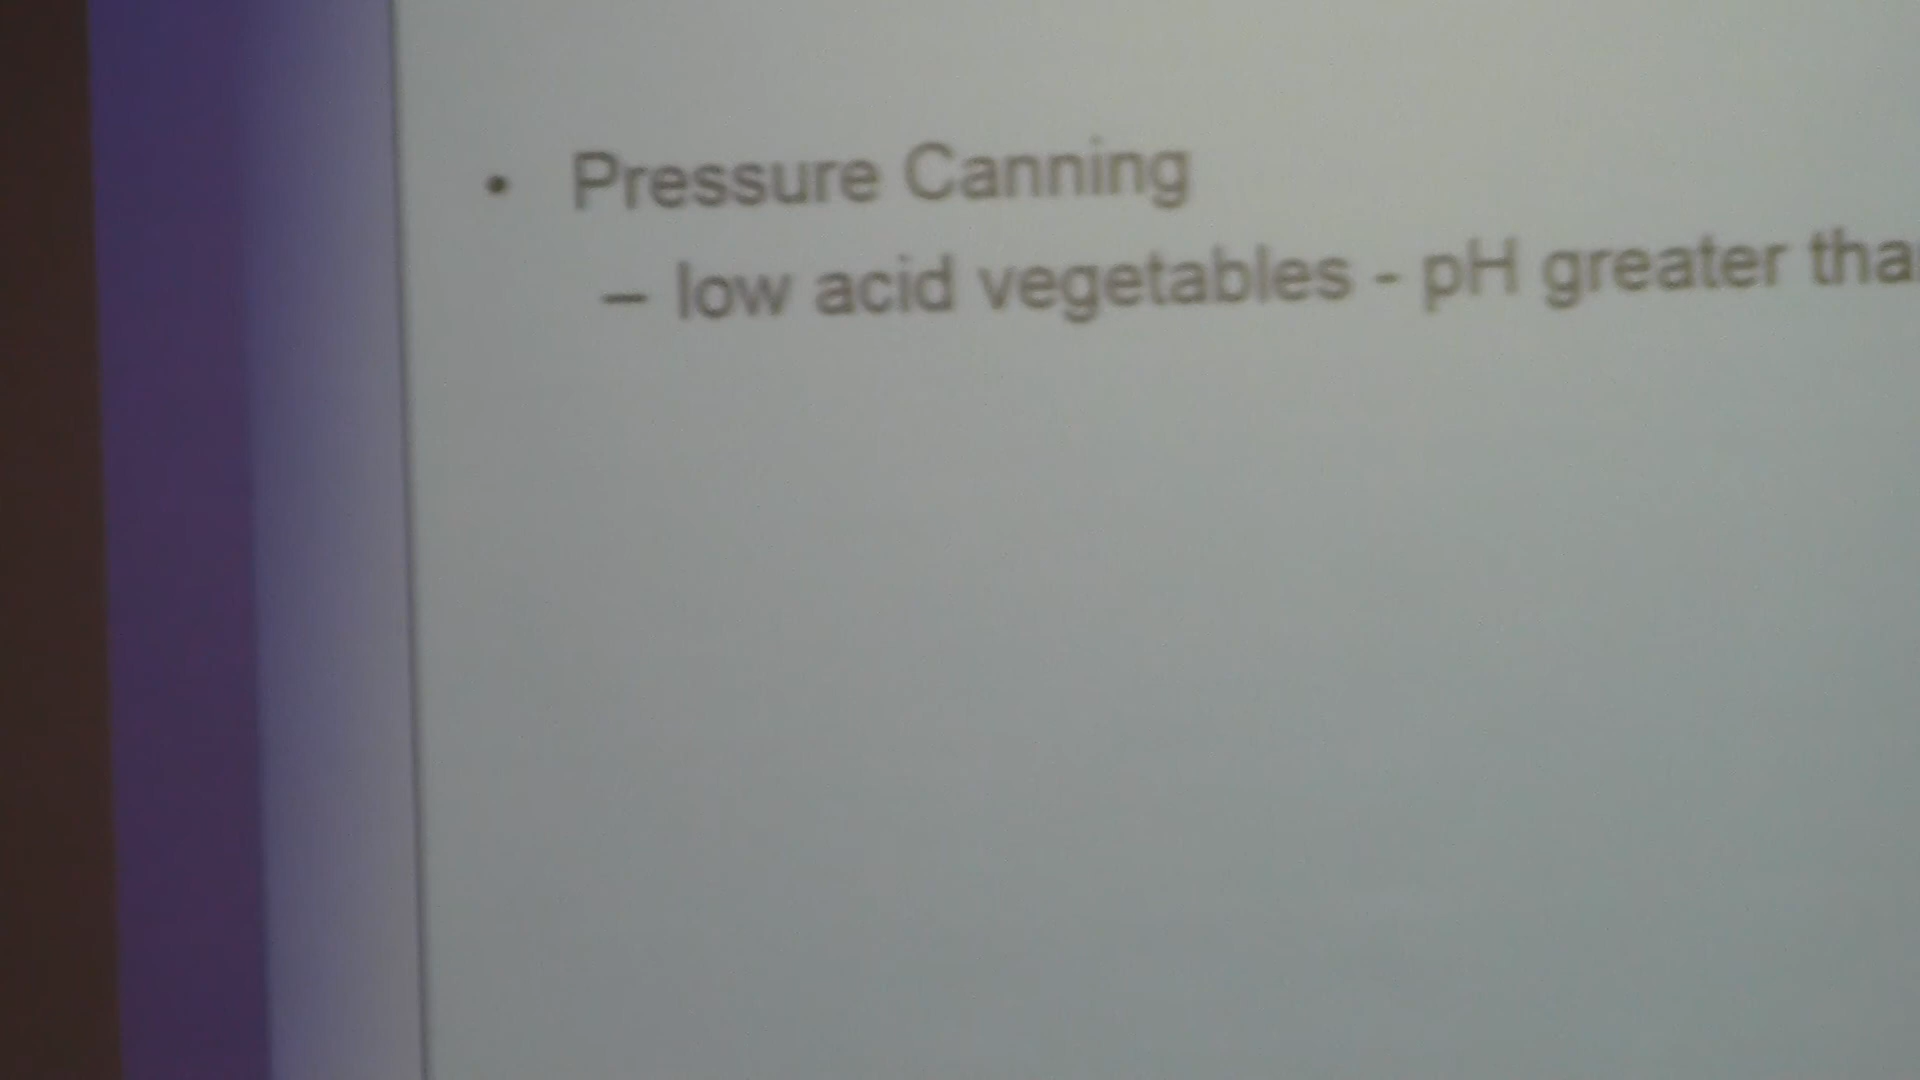 • Pressure Canning
– low acid vegetables - pH greater tha